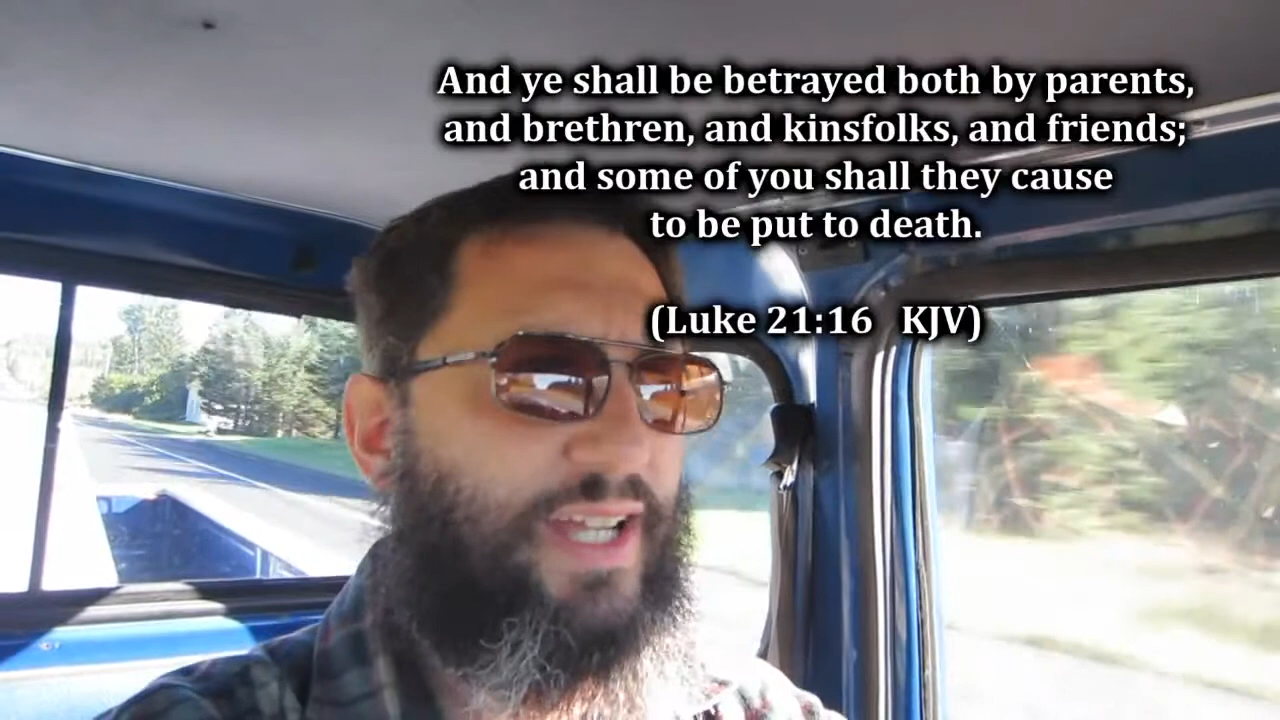 And ye shall be betrayed both by parents,
and brethren, and kinsfolks, and friends;
and some of you shall they cause
to be put to death.
(Luke 21:16 KJV)